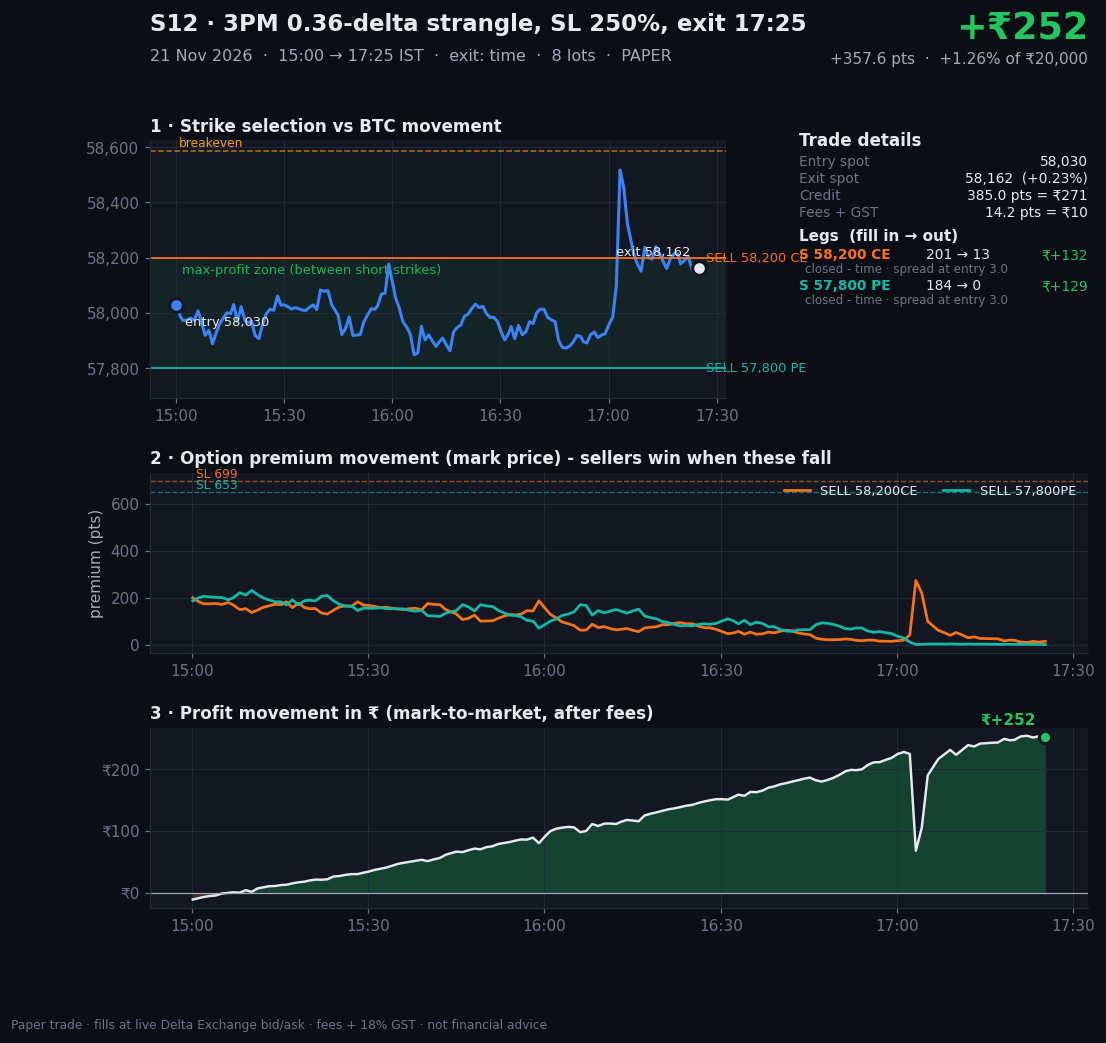 S12 · 3PM 0.36-delta strangle, SL 250%, exit 17:25
+₹252
21 Nov 2026 · 15:00 → 17:25 IST · exit: time · 8 lots · PAPER
+357.6 pts · +1.26% of ₹20,000
1 · Strike selection vs BTC movement
58,600
58,400
58,200
58,000
57,800
breakeven
max-profit zone (between short strikes)
entry 58,030
exit 58,162
SELL 58,200 CE
SELL 57,800 PE
15:00 15:30 16:00 16:30 17:00 17:30
Trade details
Entry spot 58,030
Exit spot 58,162 (+0.23%)
Credit 385.0 pts = ₹271
Fees + GST 14.2 pts = ₹10
Legs (fill in → out)
S 58,200 CE 201 → 13 ₹+132
closed - time · spread at entry 3.0
S 57,800 PE 184 → 0 ₹+129
closed - time · spread at entry 3.0
2 · Option premium movement (mark price) - sellers win when these fall
SL 699
SL 653
SELL 58,200CE SELL 57,800PE
premium (pts)
600
400
200
0
15:00 15:30 16:00 16:30 17:00 17:30
3 · Profit movement in ₹ (mark-to-market, after fees)
₹+252
₹200
₹100
₹0
15:00 15:30 16:00 16:30 17:00 17:30
Paper trade · fills at live Delta Exchange bid/ask · fees + 18% GST · not financial advice